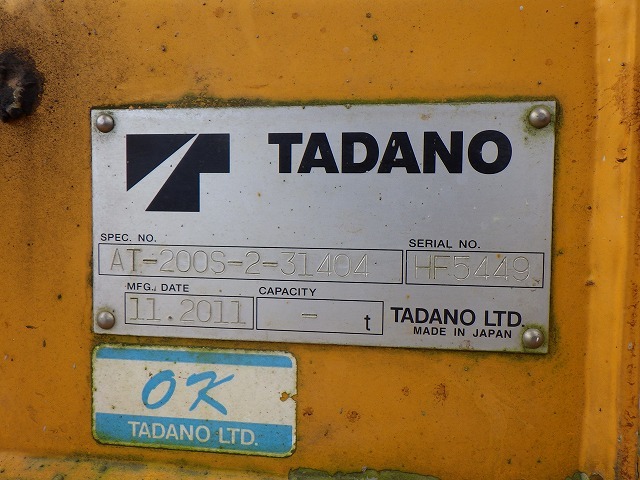 TADANO
SPEC. NO.
AT-200S-2-31404
SERIAL NO.
HF5449
MFG. DATE
11.2011
CAPACITY
- t
TADANO LTD.
MADE IN JAPAN
OK
TADANO LTD.